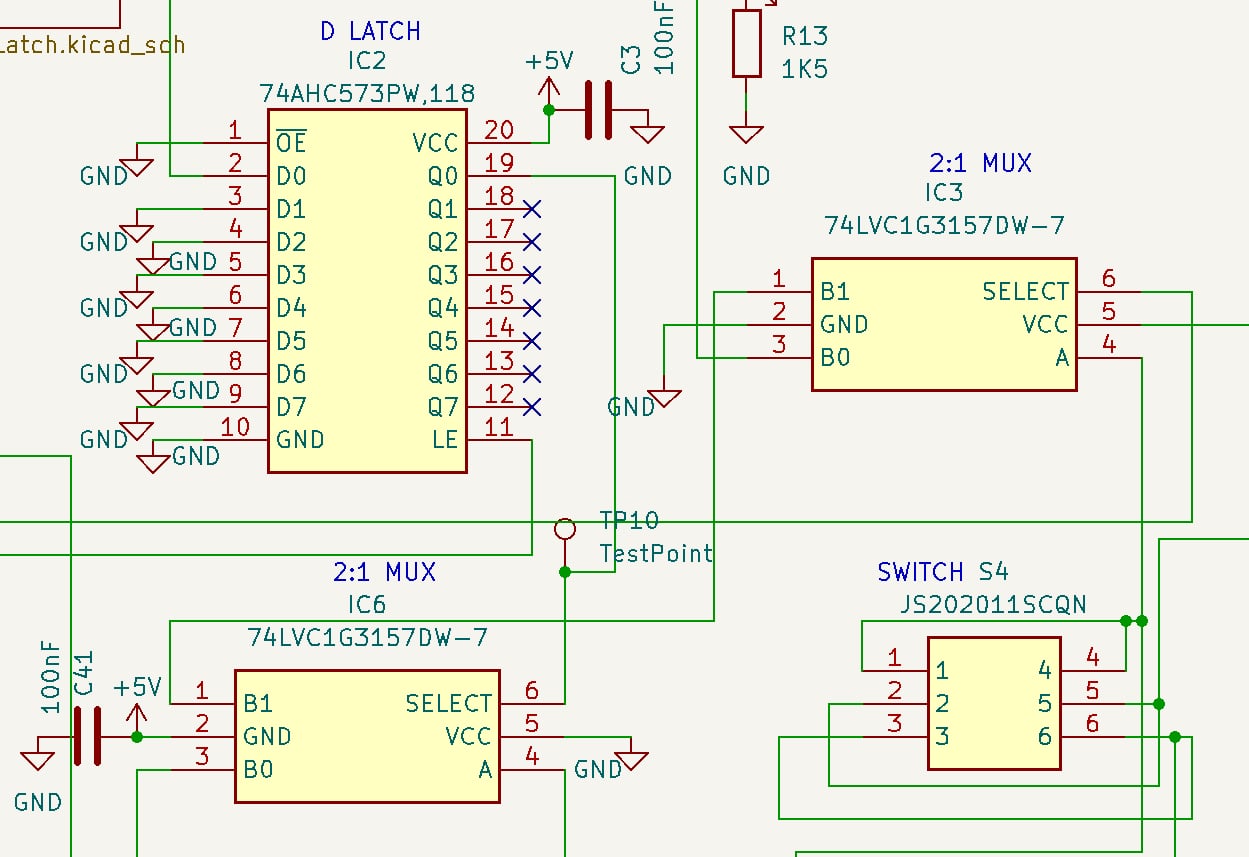 Latch.kicad_sch
D LATCH
IC2
74AHC573PW,118
+5V
C3
100nF
R13
1K5
GND
GND
1 OE VCC 20
2 D0 Q0 19
3 D1 Q1 18
4 D2 Q2 17
5 D3 Q3 16
6 D4 Q4 15
7 D5 Q5 14
8 D6 Q6 13
9 D7 Q7 12
10 GND LE 11
GND
GND
GND
GND
GND
GND
GND
GND
GND
2:1 MUX
IC3
74LVC1G3157DW-7
1 B1 SELECT 6
2 GND VCC 5
3 B0 A 4
GND
TP10
TestPoint
2:1 MUX
IC6
74LVC1G3157DW-7
100nF
C41
+5V
GND
1 B1 SELECT 6
2 GND VCC 5
3 B0 A 4
GND
SWITCH S4
JS202011SCQN
1 1 4 4
2 2 5 5
3 3 6 6